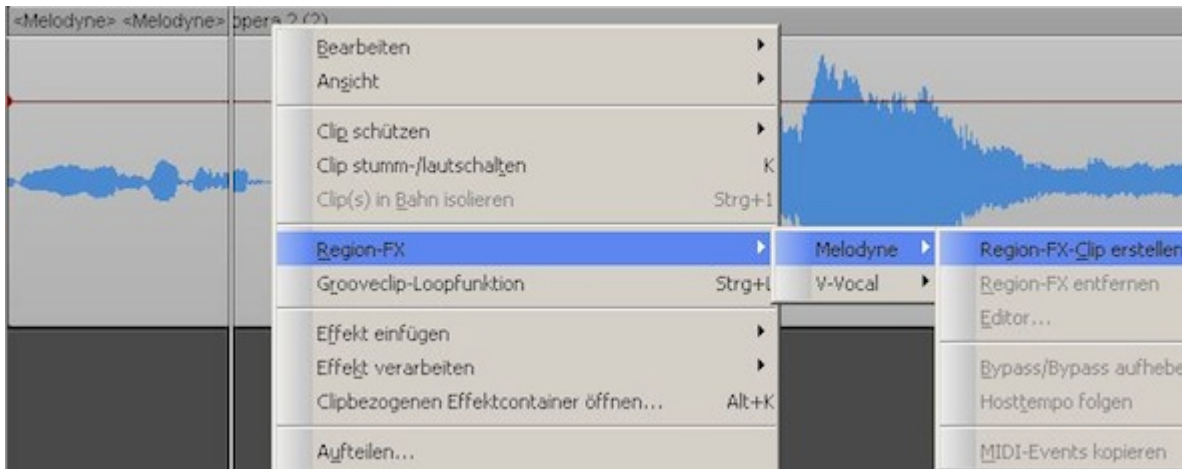 <Melodyne> <Melodyne> opera 2 (2)
Bearbeiten
Ansicht
Clip schützen
Clip stumm-/lautschalten K
Clip(s) in Bahn isolieren Strg+1
Region-FX
Grooveclip-Loopfunktion Strg+L
Effekt einfügen
Effekt verarbeiten
Clipbezogenen Effektcontainer öffnen... Alt+K
Aufteilen...
Melodyne
V-Vocal
Region-FX-Clip erstellen
Region-FX entfernen
Editor...
Bypass/Bypass aufhebe
Hosttempo folgen
MIDI-Events kopieren